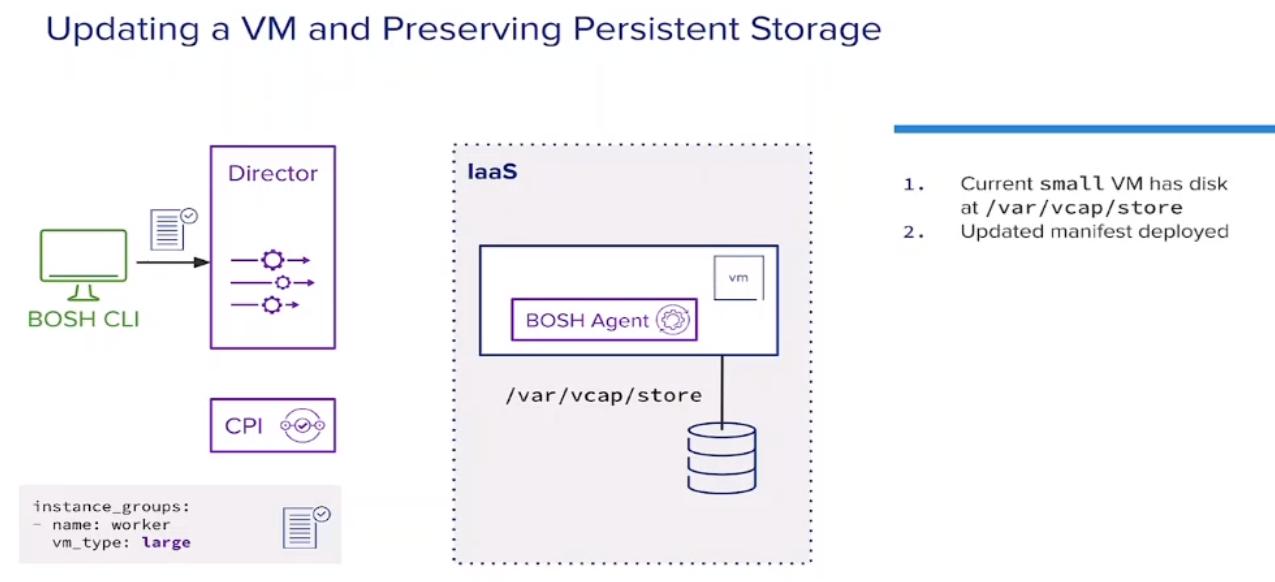 Updating a VM and Preserving Persistent Storage
Director
BOSH CLI
CPI
instance_groups:
- name: worker
vm_type: large
IaaS
vm
BOSH Agent
/var/vcap/store
1. Current small VM has disk
at /var/vcap/store
2. Updated manifest deployed